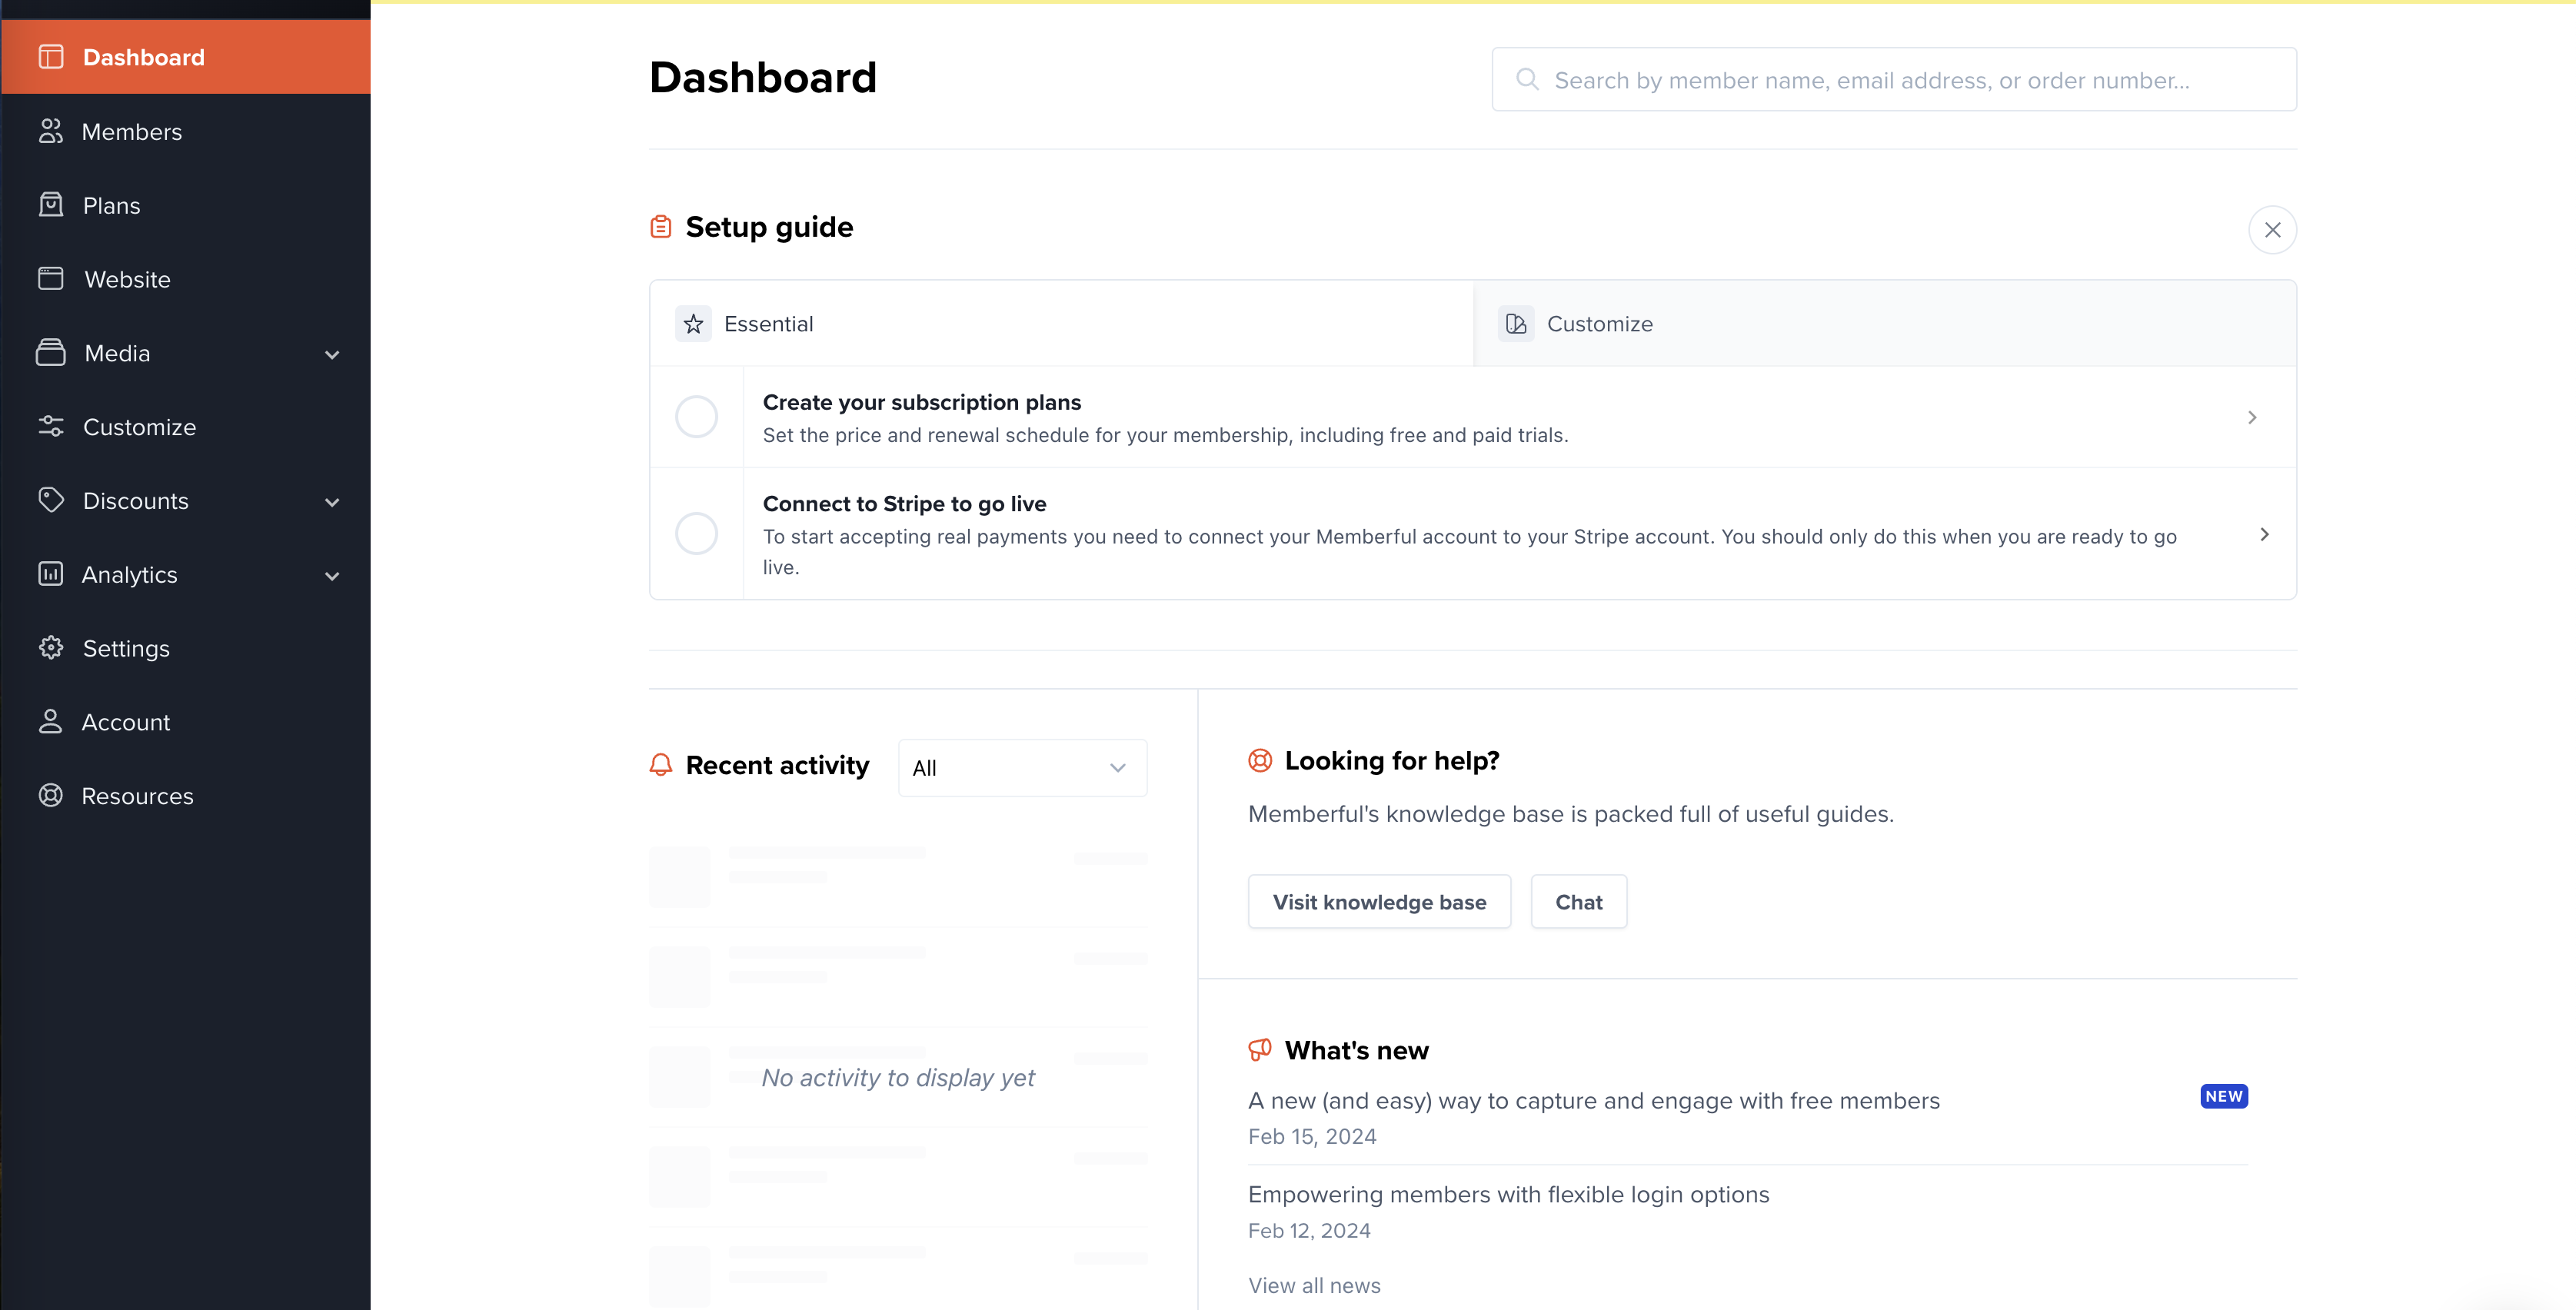 Dashboard
Members
Plans
Website
Media
Customize
Discounts
Analytics
Settings
Account
Resources
Dashboard
Search by member name, email address, or order number...
Setup guide
Essential
Customize
Create your subscription plans
Set the price and renewal schedule for your membership, including free and paid trials.
Connect to Stripe to go live
To start accepting real payments you need to connect your Memberful account to your Stripe account. You should only do this when you are ready to go
live.
Recent activity
All
No activity to display yet
Looking for help?
Memberful's knowledge base is packed full of useful guides.
Visit knowledge base
Chat
What's new
A new (and easy) way to capture and engage with free members
NEW
Feb 15, 2024
Empowering members with flexible login options
Feb 12, 2024
View all news